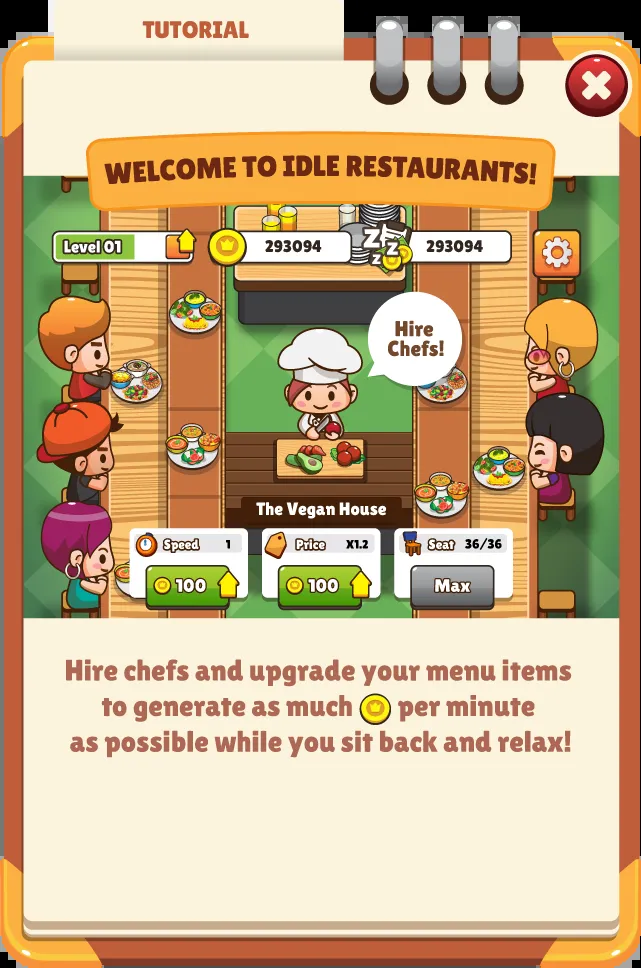 TUTORIAL
WELCOME TO IDLE RESTAURANTS!
Level 01
293094
Z
Z
Z
293094
Hire
Chefs!
The Vegan House
Speed 1
Price X1.2
Seat 36/36
100
100
Max
Hire chefs and upgrade your menu items
to generate as much per minute
as possible while you sit back and relax!